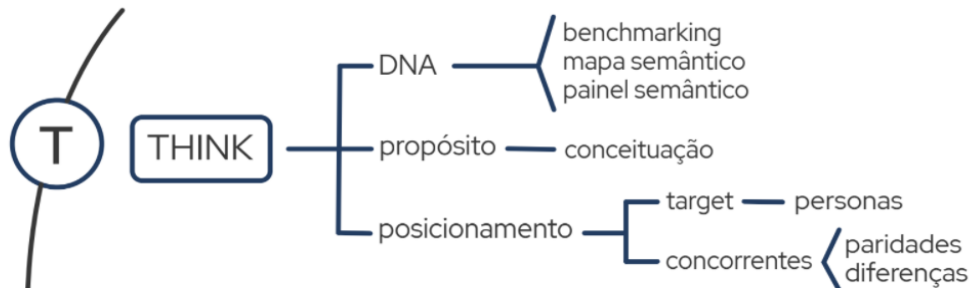 T
THINK
DNA
benchmarking
mapa semântico
painel semântico
propósito
conceituação
posicionamento
target
personas
concorrentes
paridades
diferenças